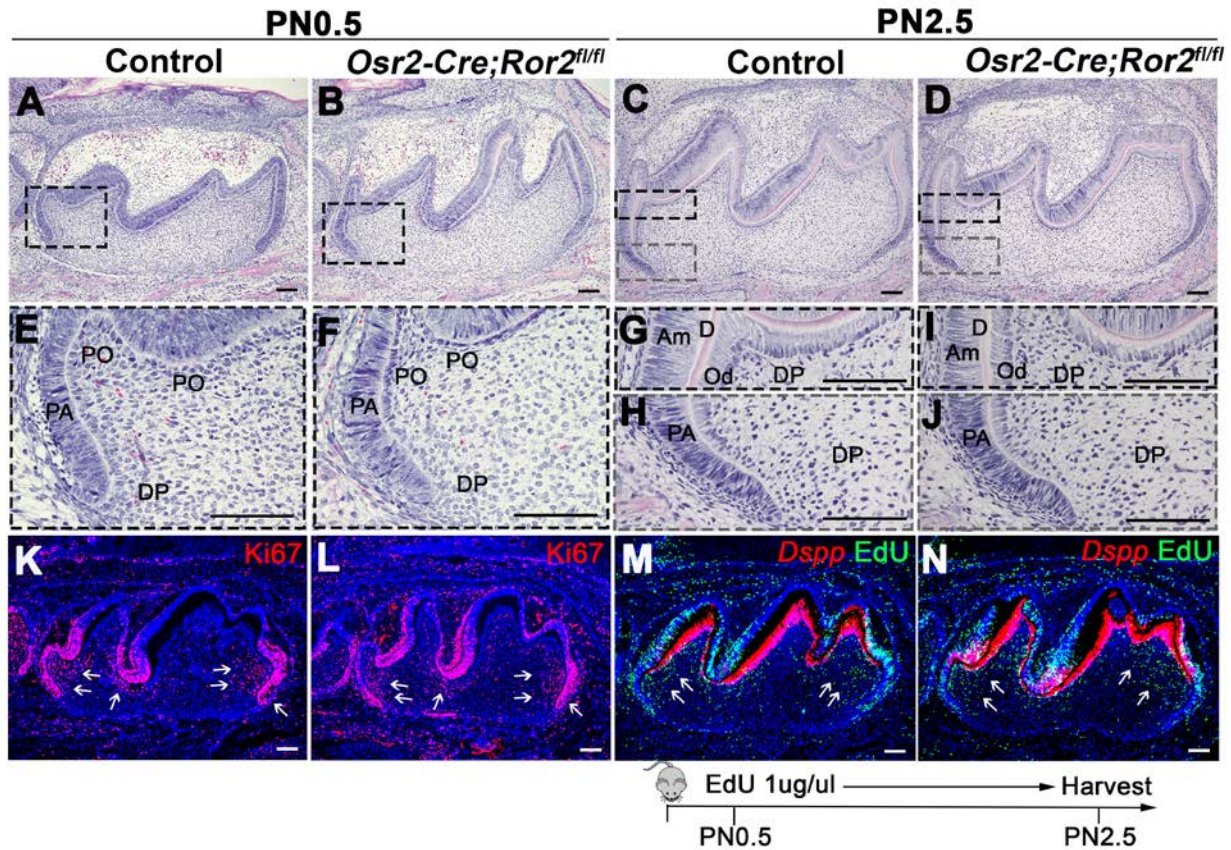 PN0.5 PN2.5
Control Osr2-Cre;Ror2fl/fl Control Osr2-Cre;Ror2fl/fl
A B C D
E PO PO PA DP
F PO PO PA DP
G Am D Od DP
I Am D Od DP
H PA DP
J PA DP
K Ki67 L Ki67 M Dspp EdU N Dspp EdU
EdU 1ug/ul Harvest
PN0.5 PN2.5